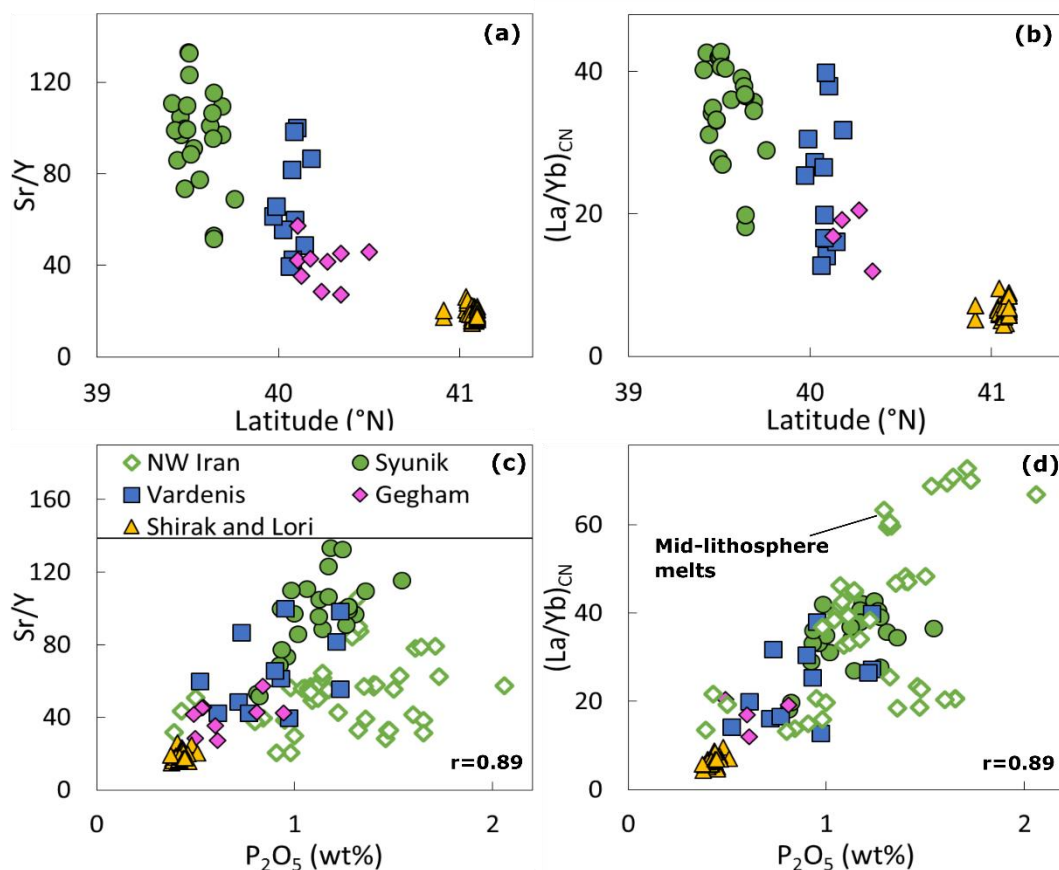 (a)
Sr/Y
120
80
40
0
39
40
41
Latitude (°N)
(b)
(La/Yb)CN
40
20
0
39
40
41
Latitude (°N)
(c)
NW Iran
Syunik
Vardenis
Gegham
Shirak and Lori
Sr/Y
160
120
80
40
0
r=0.89
0
1
2
P₂O₅ (wt%)
(d)
(La/Yb)CN
60
40
20
0
Mid-lithosphere
melts
r=0.89
0
1
2
P₂O₅ (wt%)